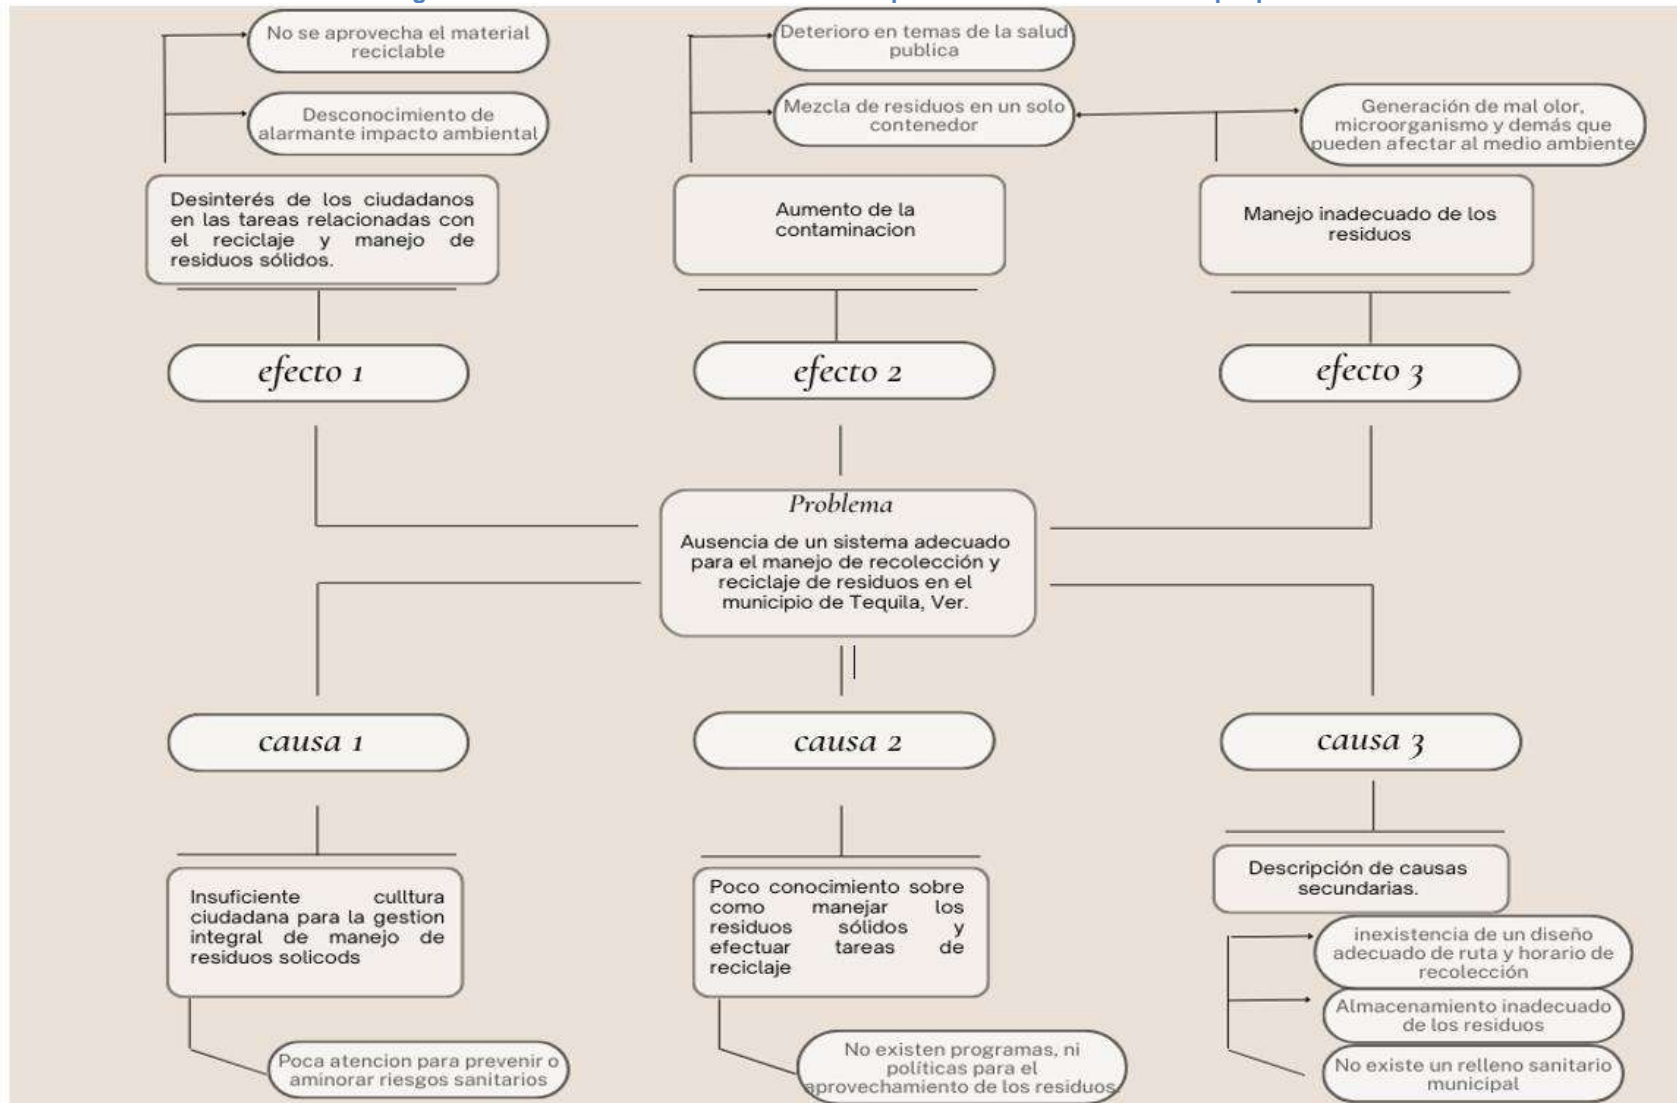 No se aprovecha el material
reciclable
Desconocimiento de
alarmante impacto ambiental
Deterioro en temas de la salud
publica
Mezcla de residuos en un solo
contenedor
Generación de mal olor,
microorganismo y demás que
pueden afectar al medio ambiente
Desinterés de los ciudadanos
en las tareas relacionadas con
el reciclaje y manejo de
residuos sólidos.
Aumento de la
contaminacion
Manejo inadecuado de los
residuos
efecto 1
efecto 2
efecto 3
Problema
Ausencia de un sistema adecuado
para el manejo de recolección y
reciclaje de residuos en el
municipio de Tequila, Ver.
causa 1
causa 2
causa 3
Insuficiente culltura
ciudadana para la gestion
integral de manejo de
residuos solicods
Poco conocimiento sobre
como manejar los
residuos sólidos y
efectuar tareas de
reciclaje
Descripción de causas
secundarias.
inexistencia de un diseño
adecuado de ruta y horario de
recolección
Almacenamiento inadecuado
de los residuos
No existe un relleno sanitario
municipal
Poca atencion para prevenir o
aminorar riesgos sanitarios
No existen programas, ni
políticas para el
aprovechamiento de los residuos.